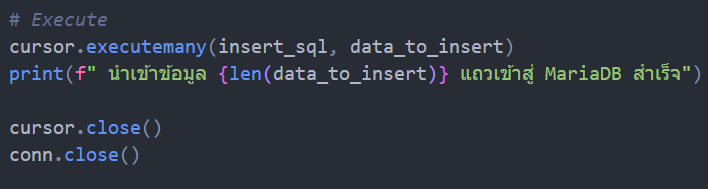 # Execute
cursor.executemany(insert_sql, data_to_insert)
print(f" นำเข้าข้อมูล {len(data_to_insert)} แถวเข้าสู่ MariaDB สำเร็จ")
cursor.close()
conn.close()